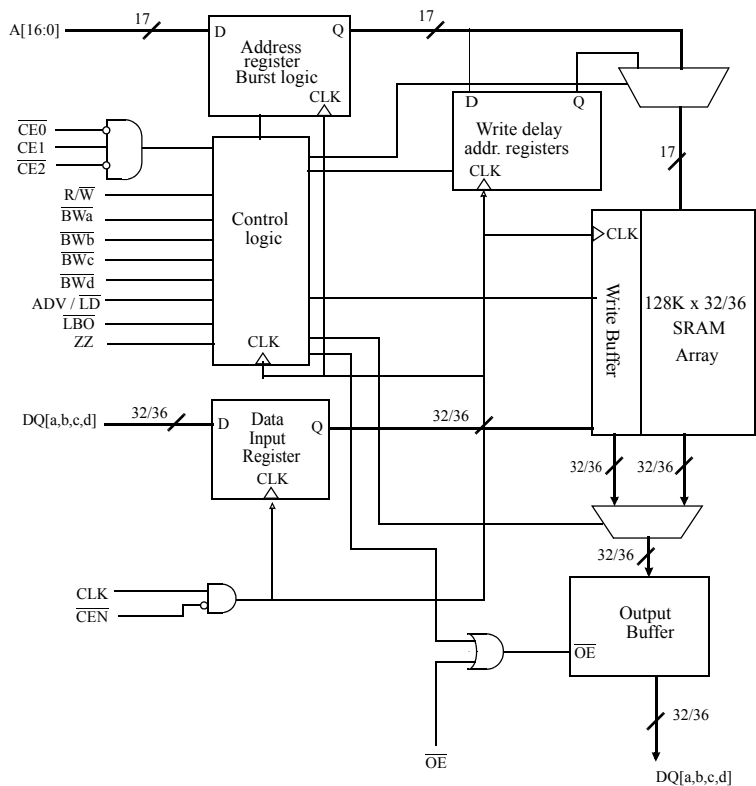 A[16:0]
17
D
Q
Address
register
Burst logic
CLK
17
D
Q
Write delay
addr. registers
CLK
17
CE0
CE1
CE2
R/W
BWa
BWb
BWc
BWd
ADV / LD
LBO
ZZ
Control
logic
CLK
CLK
Write Buffer
128K x 32/36
SRAM
Array
DQ[a,b,c,d]
32/36
D
Q
Data
Input
Register
CLK
32/36
32/36
32/36
32/36
CLK
CEN
OE
Output
Buffer
OE
32/36
DQ[a,b,c,d]